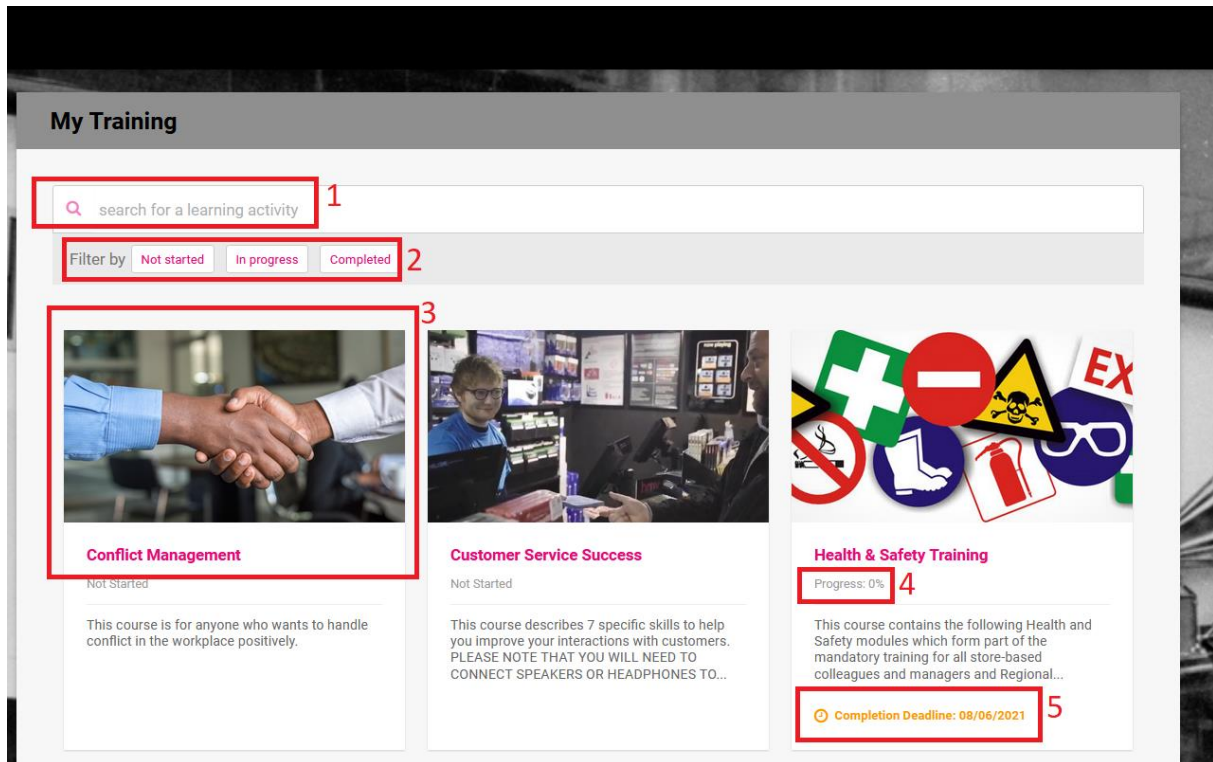 My Training
search for a learning activity 1
Filter by Not started In progress Completed 2
3
Conflict Management
Not Started
This course is for anyone who wants to handle
conflict in the workplace positively.
Customer Service Success
Not Started
This course describes 7 specific skills to help
you improve your interactions with customers.
PLEASE NOTE THAT YOU WILL NEED TO
CONNECT SPEAKERS OR HEADPHONES TO...
EX
Health & Safety Training
Progress: 0% 4
This course contains the following Health and
Safety modules which form part of the
mandatory training for all store-based
colleagues and managers and Regional...
Completion Deadline: 08/06/2021 5